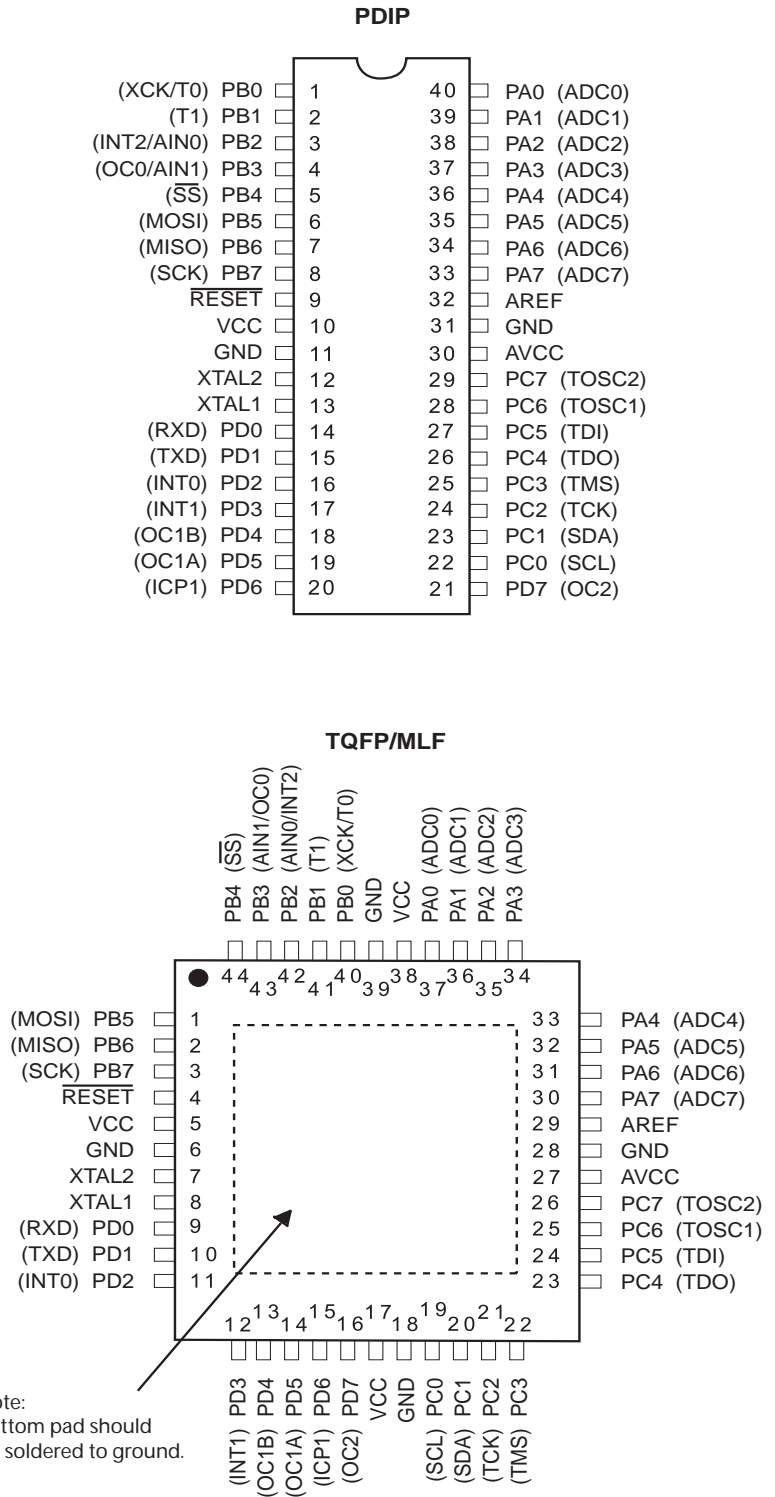 PDIP
(XCK/T0) PB0 1 40 PA0 (ADC0)
(T1) PB1 2 39 PA1 (ADC1)
(INT2/AIN0) PB2 3 38 PA2 (ADC2)
(OC0/AIN1) PB3 4 37 PA3 (ADC3)
(SS) PB4 5 36 PA4 (ADC4)
(MOSI) PB5 6 35 PA5 (ADC5)
(MISO) PB6 7 34 PA6 (ADC6)
(SCK) PB7 8 33 PA7 (ADC7)
RESET 9 32 AREF
VCC 10 31 GND
GND 11 30 AVCC
XTAL2 12 29 PC7 (TOSC2)
XTAL1 13 28 PC6 (TOSC1)
(RXD) PD0 14 27 PC5 (TDI)
(TXD) PD1 15 26 PC4 (TDO)
(INT0) PD2 16 25 PC3 (TMS)
(INT1) PD3 17 24 PC2 (TCK)
(OC1B) PD4 18 23 PC1 (SDA)
(OC1A) PD5 19 22 PC0 (SCL)
(ICP1) PD6 20 21 PD7 (OC2)
TQFP/MLF
PB4 (SS)
PB3 (AIN1/OC0)
PB2 (AIN0/INT2)
PB1 (T1)
PB0 (XCK/T0)
GND
VCC
PA0 (ADC0)
PA1 (ADC1)
PA2 (ADC2)
PA3 (ADC3)
44 43 42 41 40 39 38 37 36 35 34
(MOSI) PB5 1 33 PA4 (ADC4)
(MISO) PB6 2 32 PA5 (ADC5)
(SCK) PB7 3 31 PA6 (ADC6)
RESET 4 30 PA7 (ADC7)
VCC 5 29 AREF
GND 6 28 GND
XTAL2 7 27 AVCC
XTAL1 8 26 PC7 (TOSC2)
(RXD) PD0 9 25 PC6 (TOSC1)
(TXD) PD1 10 24 PC5 (TDI)
(INT0) PD2 11 23 PC4 (TDO)
12 13 14 15 16 17 18 19 20 21 22
(INT1) PD3
(OC1B) PD4
(OC1A) PD5
(ICP1) PD6
(OC2) PD7
VCC
GND
(SCL) PC0
(SDA) PC1
(TCK) PC2
(TMS) PC3
ote:
ttom pad should
soldered to ground.